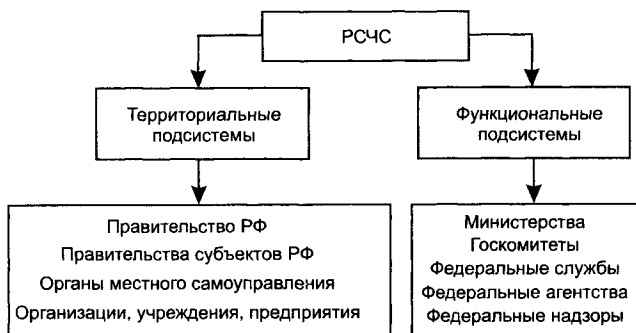 РСЧС
Территориальные
подсистемы
Функциональные
подсистемы
Правительство РФ
Правительства субъектов РФ
Органы местного самоуправления
Организации, учреждения, предприятия
Министерства
Госкомитеты
Федеральные службы
Федеральные агентства
Федеральные надзоры